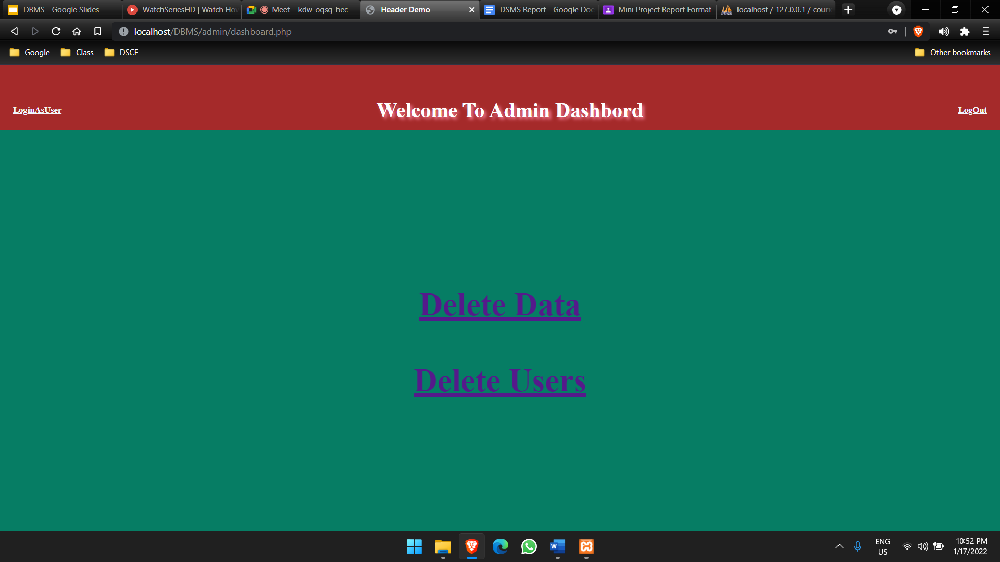 DBMS - Google Slides
WatchSeriesHD | Watch Ho
Meet – kdw-oqsg-bec
Header Demo
DSMS Report - Google Doc
Mini Project Report Format
localhost / 127.0.0.1 / couri
localhost/DBMS/admin/dashboard.php
Google
Class
DSCE
Other bookmarks
LoginAsUser
Welcome To Admin Dashbord
LogOut
Delete Data
Delete Users
ENG
US
10:52 PM
1/17/2022